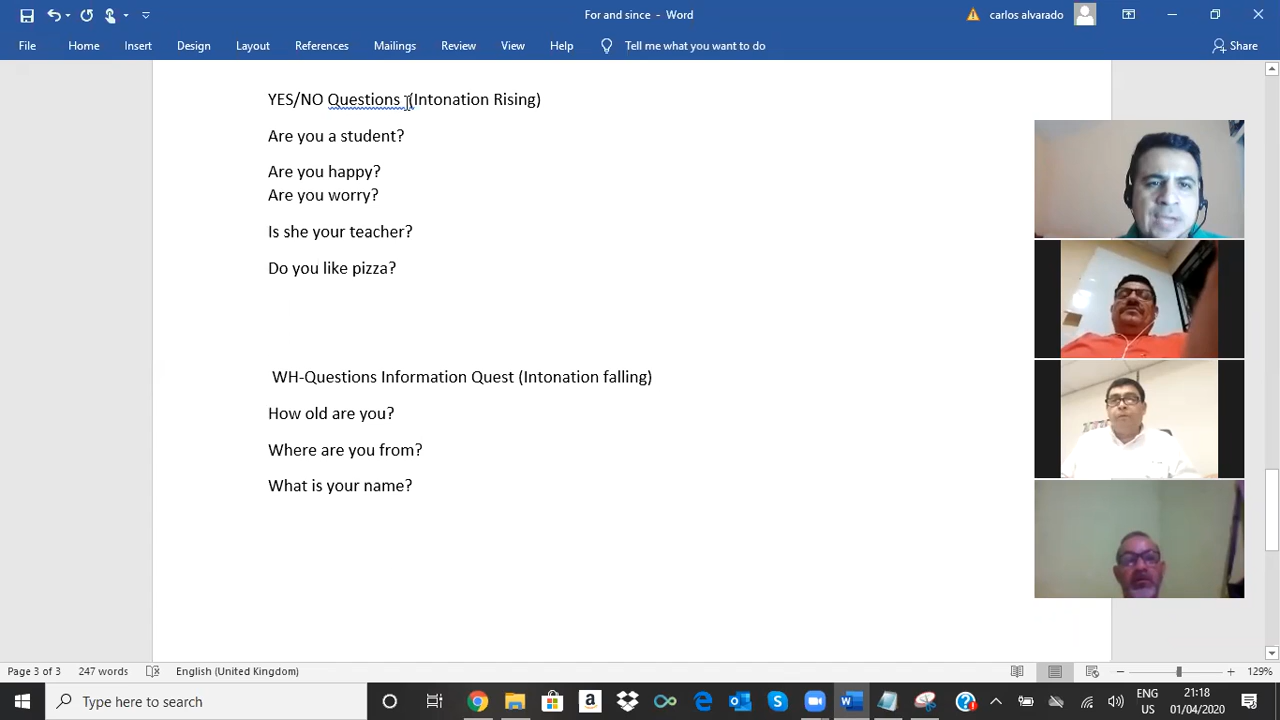 For and since - Word
carlos alvarado
File Home Insert Design Layout References Mailings Review View Help Tell me what you want to do Share
YES/NO Questions (Intonation Rising)
Are you a student?
Are you happy?
Are you worry?
Is she your teacher?
Do you like pizza?
WH-Questions Information Quest (Intonation falling)
How old are you?
Where are you from?
What is your name?
Page 3 of 3 247 words English (United Kingdom) 129%
Type here to search
ENG 21:18
US 01/04/2020